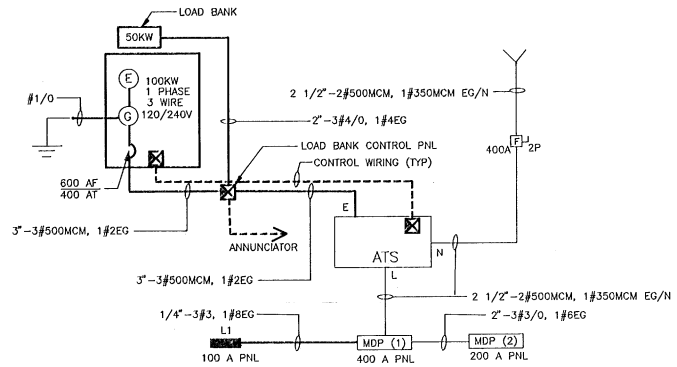 LOAD BANK
50KW
E
100KW
1 PHASE
3 WIRE
120/240V
G
#1/0
2 1/2"-2#500MCM, 1#350MCM EG/N
2"-3#4/0, 1#4EG
400A
F
2P
LOAD BANK CONTROL PNL
CONTROL WIRING (TYP)
600 AF
400 AT
E
3"-3#500MCM, 1#2EG
ANNUNCIATOR
N
ATS
3"-3#500MCM, 1#2EG
L
2 1/2"-2#500MCM, 1#350MCM EG/N
1/4"-3#3, 1#8EG
2"-3#3/0, 1#6EG
L1
MDP (1)
MDP (2)
100 A PNL
400 A PNL
200 A PNL